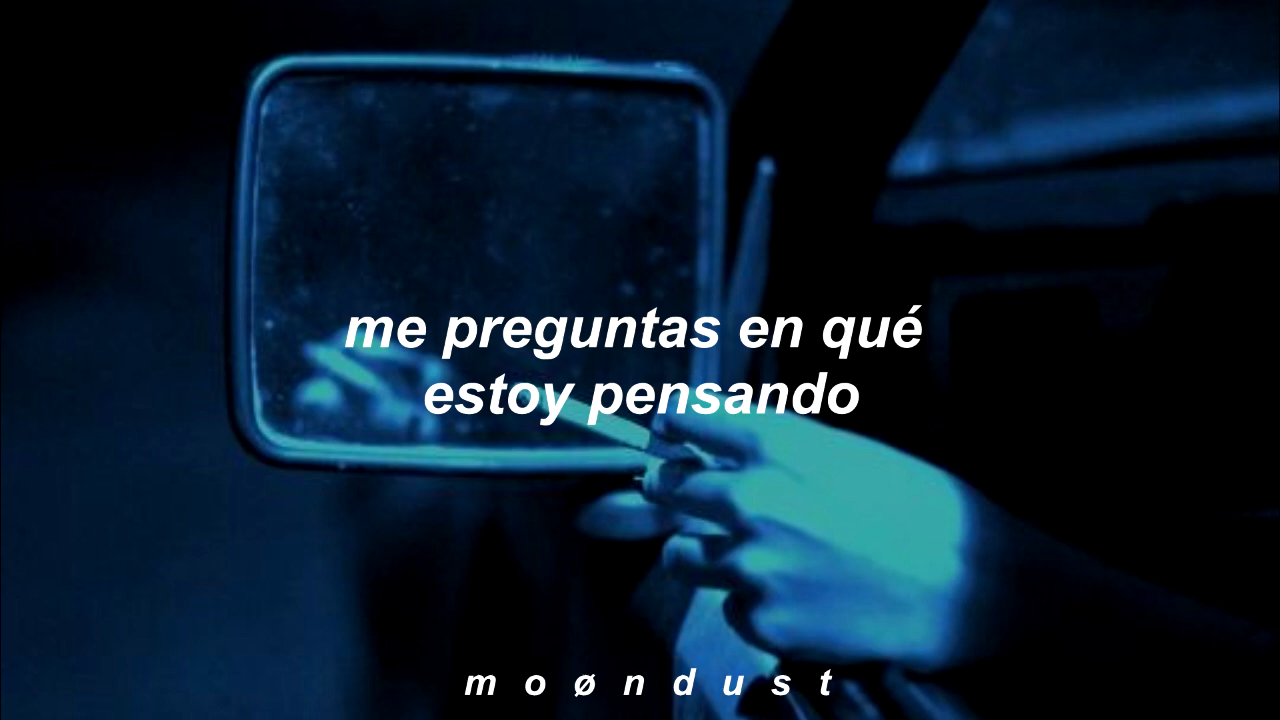 me preguntas en qué
estoy pensando
m o ø n d u s t